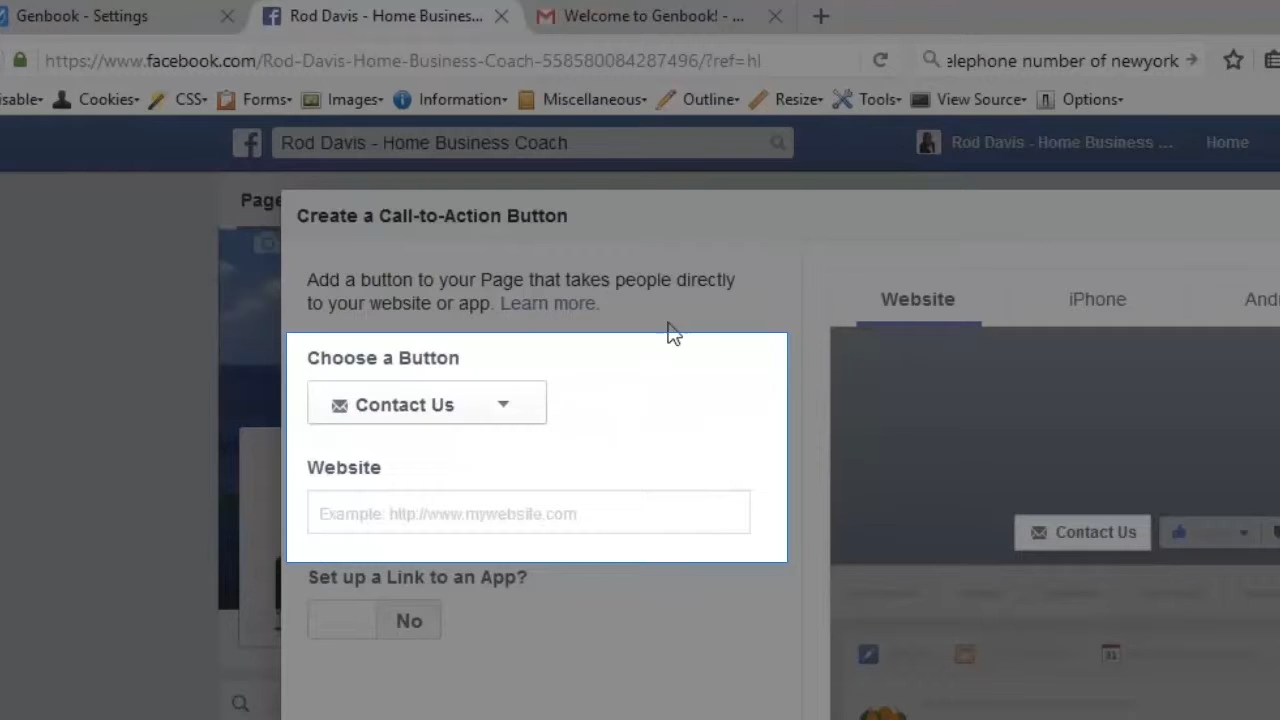 Genbook - Settings
Rod Davis - Home Busines...
Welcome to Genbook! - ...
https://www.facebook.com/Rod-Davis-Home-Business-Coach-558580084287496/?ref=hl
elephone number of newyork
isable Cookies CSS Forms Images Information Miscellaneous Outline Resize Tools View Source Options
Rod Davis - Home Business Coach
Rod Davis - Home Business ...
Home
Page
Create a Call-to-Action Button
Add a button to your Page that takes people directly
to your website or app. Learn more.
Choose a Button
Contact Us
Website
Example: http://www.mywebsite.com
Set up a Link to an App?
No
Website
iPhone
And
Contact Us
31